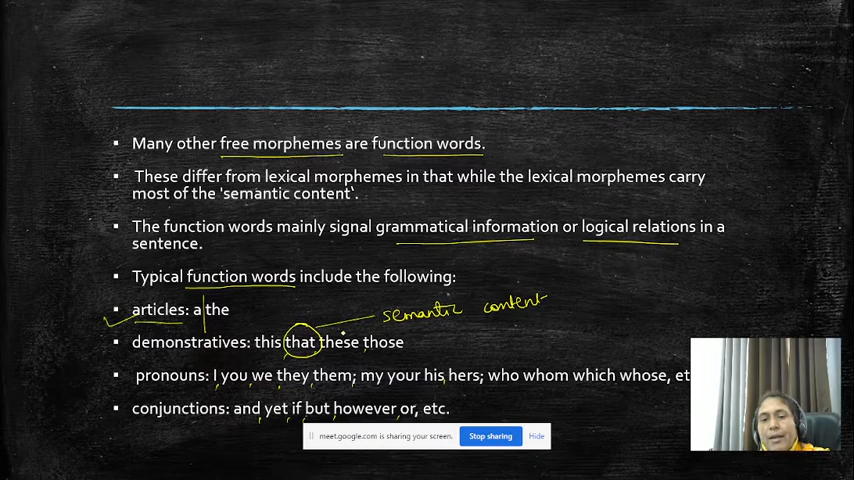 ▪ Many other free morphemes are function words.
▪ These differ from lexical morphemes in that while the lexical morphemes carry
most of the 'semantic content'.
▪ The function words mainly signal grammatical information or logical relations in a
sentence.
▪ Typical function words include the following:
▪ articles: a the
semantic content
▪ demonstratives: this that these those
▪ pronouns: I you we they them; my your his hers; who whom which whose, et
▪ conjunctions: and yet if but however or, etc.
meet.google.com is sharing your screen.
Stop sharing
Hide